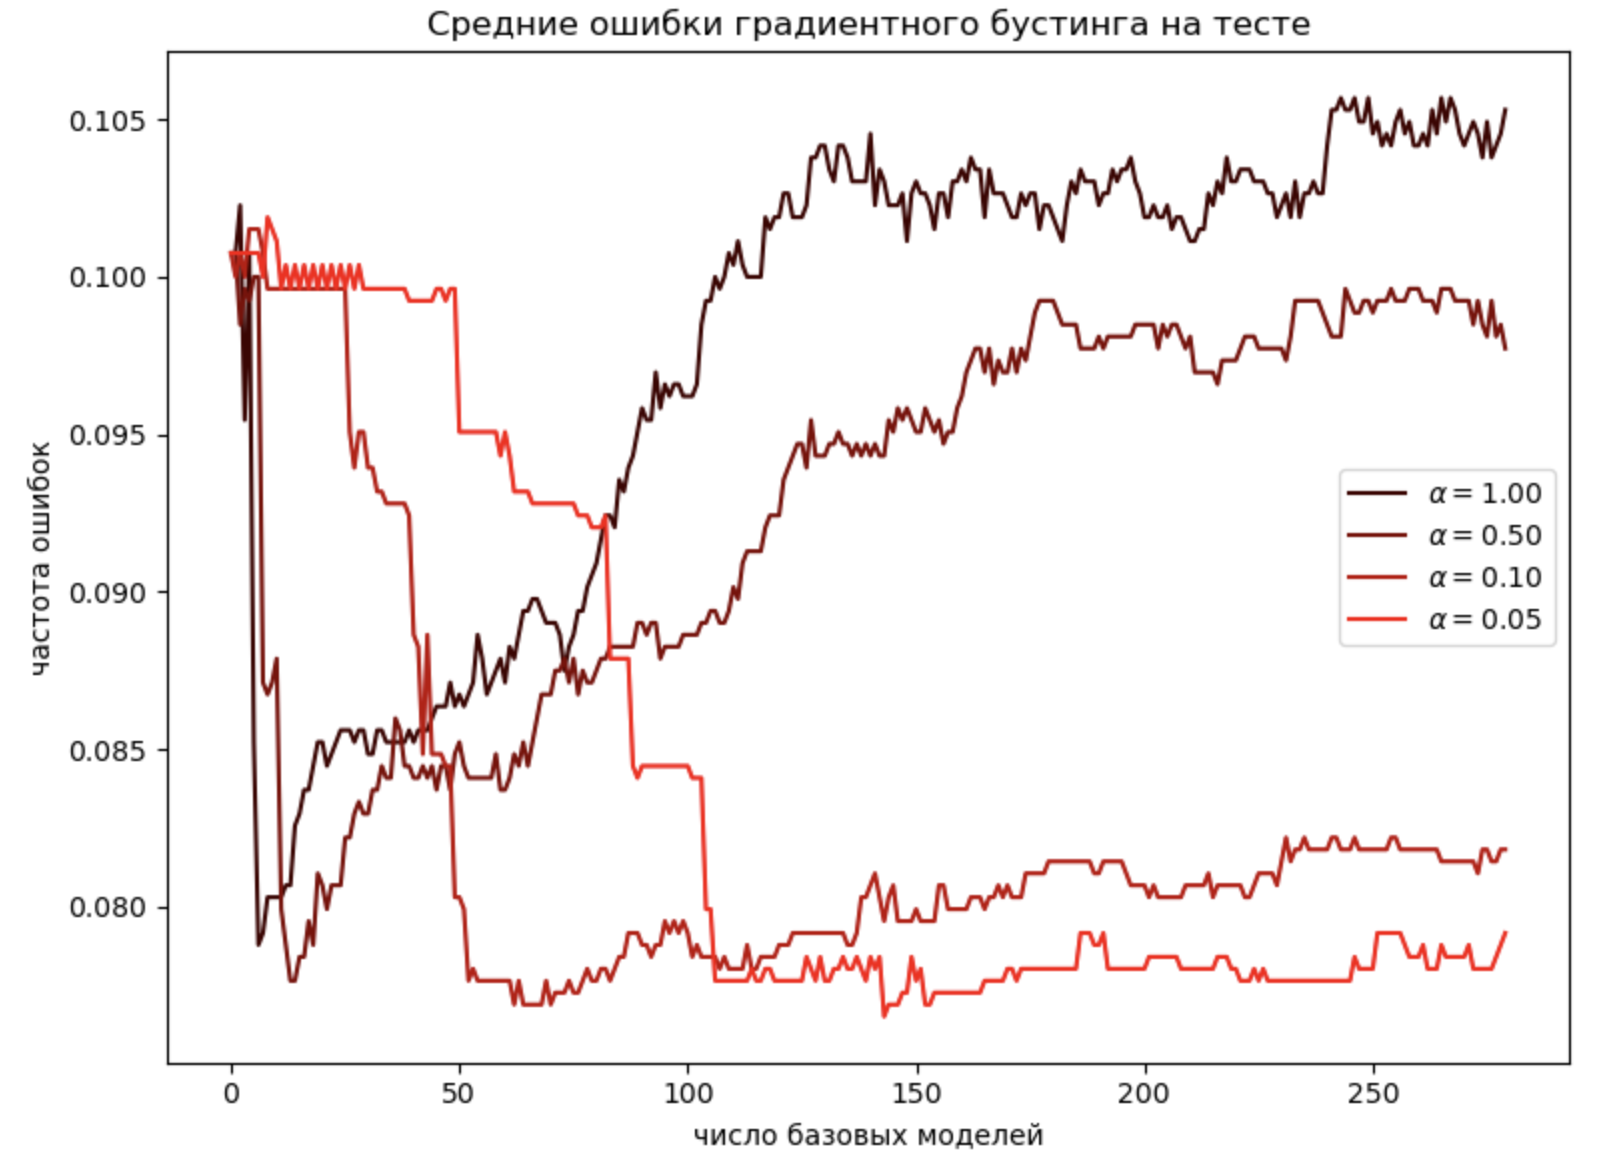 Средние ошибки градиентного бустинга на тесте
0.105
0.100
0.095
0.090
0.085
0.080
частота ошибок
α = 1.00
α = 0.50
α = 0.10
α = 0.05
0 50 100 150 200 250
число базовых моделей